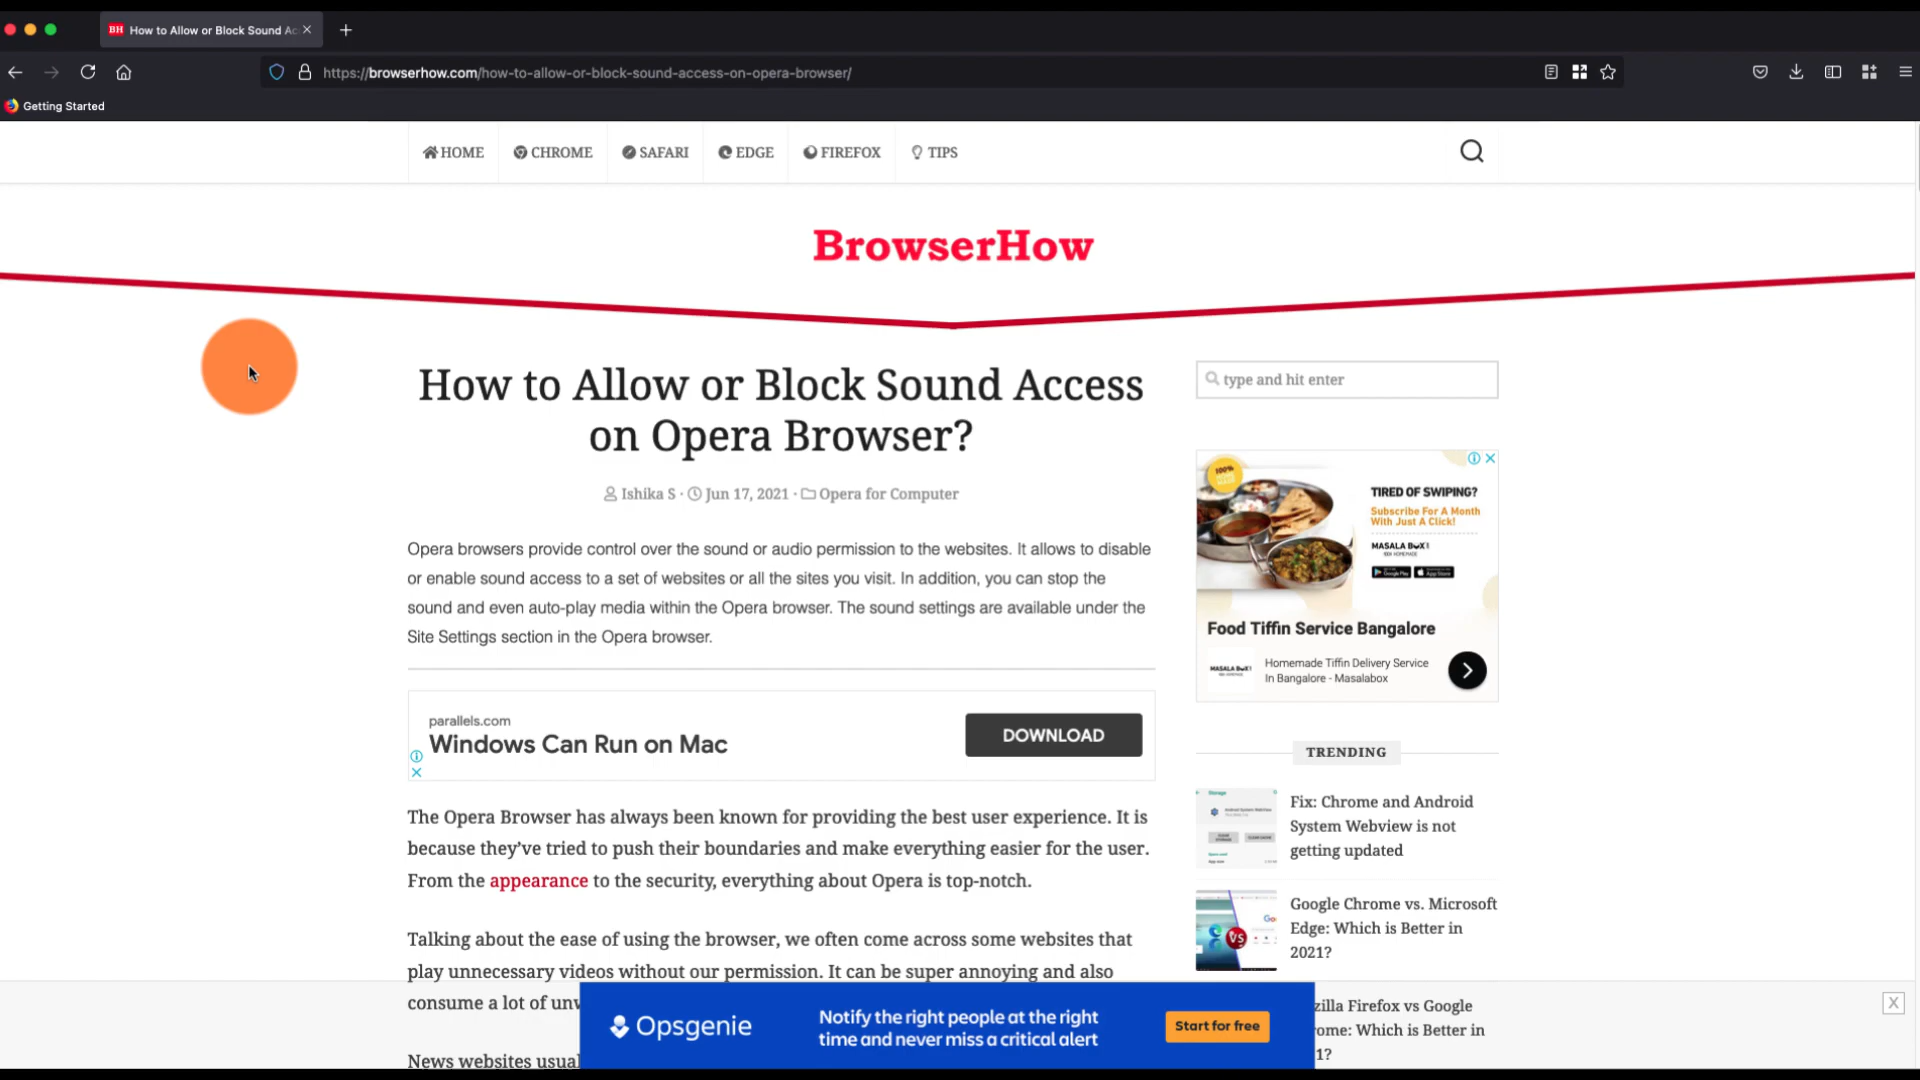 BH How to Allow or Block Sound Ac
https://browserhow.com/how-to-allow-or-block-sound-access-on-opera-browser/
Getting Started
HOME
CHROME
SAFARI
EDGE
FIREFOX
TIPS
BrowserHow
How to Allow or Block Sound Access
on Opera Browser?
Ishika S · Jun 17, 2021 · Opera for Computer
Opera browsers provide control over the sound or audio permission to the websites. It allows to disable
or enable sound access to a set of websites or all the sites you visit. In addition, you can stop the
sound and even auto-play media within the Opera browser. The sound settings are available under the
Site Settings section in the Opera browser.
parallels.com
Windows Can Run on Mac
DOWNLOAD
The Opera Browser has always been known for providing the best user experience. It is
because they've tried to push their boundaries and make everything easier for the user.
From the appearance to the security, everything about Opera is top-notch.
Talking about the ease of using the browser, we often come across some websites that
play unnecessary videos without our permission. It can be super annoying and also
consume a lot of unw
News websites usual
type and hit enter
100%
TIRED OF SWIPING?
Subscribe For A Month
With Just A Click!
MASALA BOX!
100% HOMEMADE
Google Play
App Store
Food Tiffin Service Bangalore
MASALA BOX!
Homemade Tiffin Delivery Service
In Bangalore - Masalabox
TRENDING
Storage
Fix: Chrome and Android
System Webview is not
getting updated
VS
Google Chrome vs. Microsoft
Edge: Which is Better in
2021?
zilla Firefox vs Google
ome: Which is Better in
1?
Opsgenie
Notify the right people at the right
time and never miss a critical alert
Start for free
X